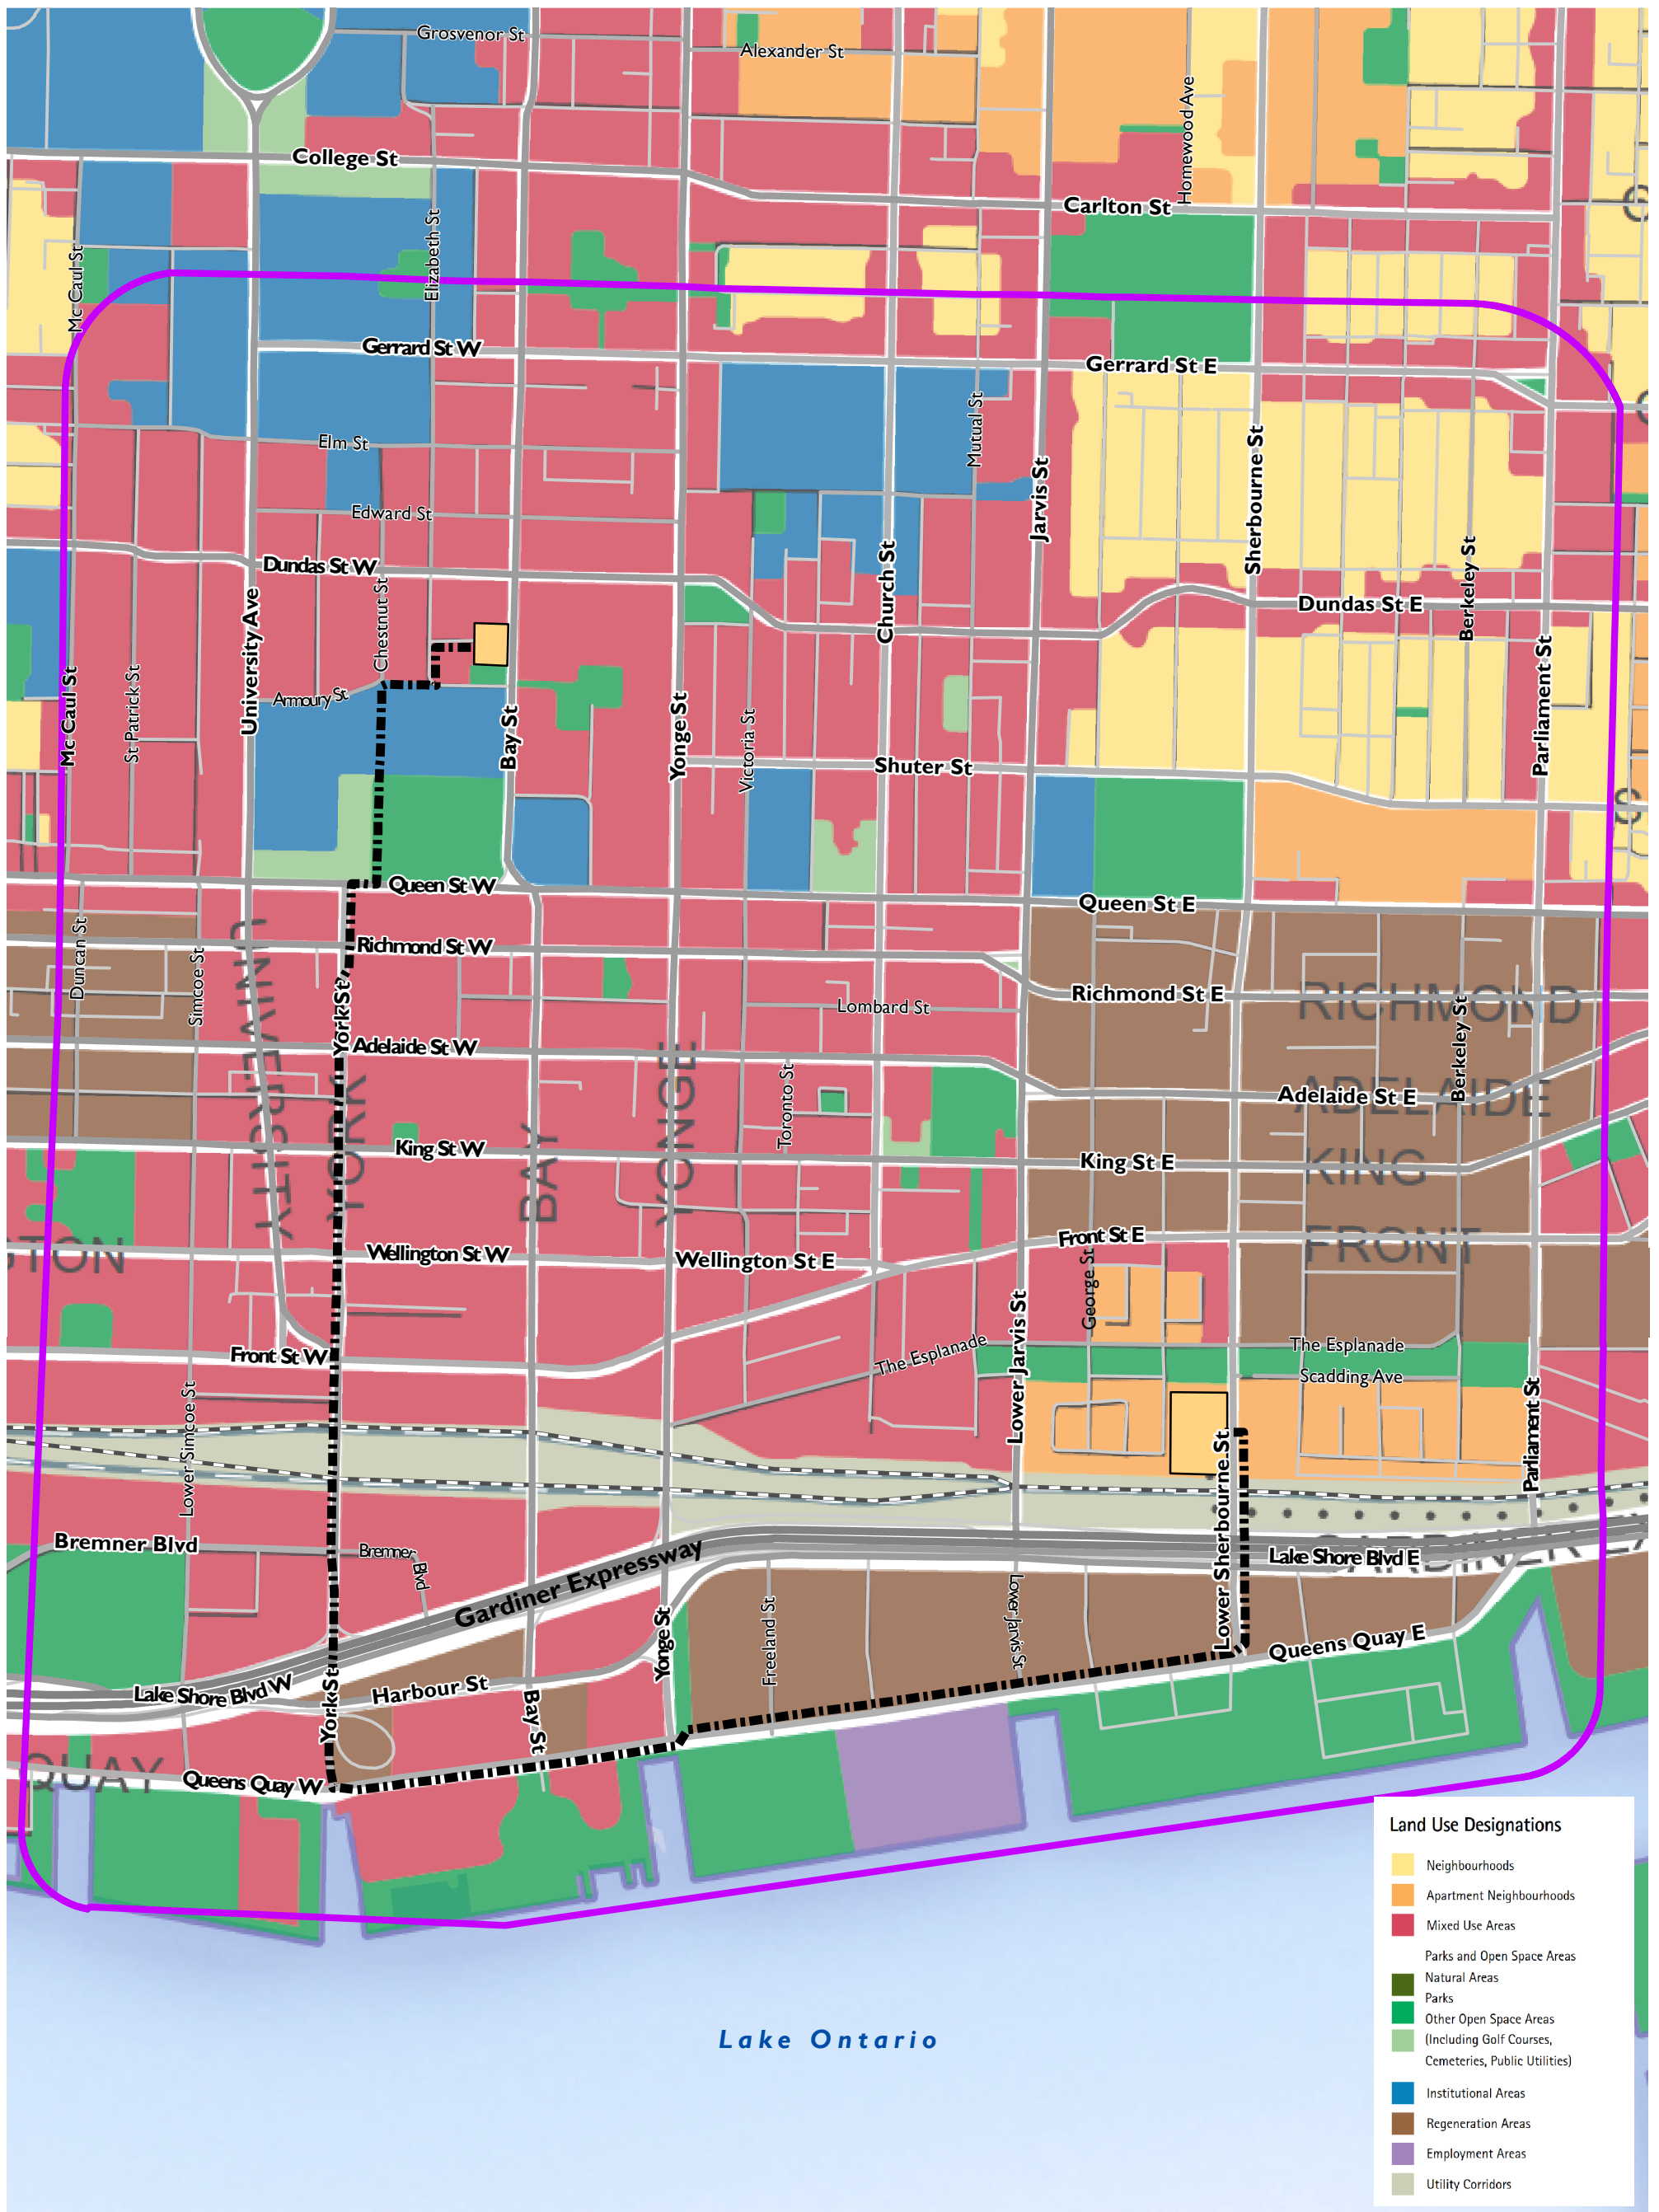 Grosvenor St
Alexander St
Homewood Ave
College St
Carlton St
Mc Caul St
Elizabeth St
Gerrard St W
Gerrard St E
Mutual St
Elm St
Jarvis St
Sherbourne St
Edward St
Dundas St W
Church St
Berkeley St
Dundas St E
University Ave
Chestnut St
Mc Caul St
St Patrick St
Armoury St
Bay St
Yonge St
Victoria St
Parliament St
Shuter St
Queen St W
Queen St E
Duncan St
Simcoe St
UNIVERSITY
Richmond St W
York St
Richmond St E
RICHMOND
Lombard St
Berkeley St
Adelaide St W
YORK
BAY
YONGE
Toronto St
Adelaide St E
ADELAIDE
King St W
King St E
KING
GTON
Wellington St W
Wellington St E
Front St E
FRONT
George St
Front St W
The Esplanade
Lower Jarvis St
The Esplanade
Scadding Ave
Lower Simcoe St
Lower Sherbourne St
Parliament St
Bremner Blvd
Bremner
Blvd
Gardiner Expressway
Lake Shore Blvd E
Freeland St
Lower Jarvis St
Yonge St
Queens Quay E
Lake Shore Blvd W
York St
Harbour St
Bay St
QUAY
Queens Quay W
Lake Ontario
Land Use Designations
Neighbourhoods
Apartment Neighbourhoods
Mixed Use Areas
Parks and Open Space Areas
Natural Areas
Parks
Other Open Space Areas
(Including Golf Courses,
Cemeteries, Public Utilities)
Institutional Areas
Regeneration Areas
Employment Areas
Utility Corridors